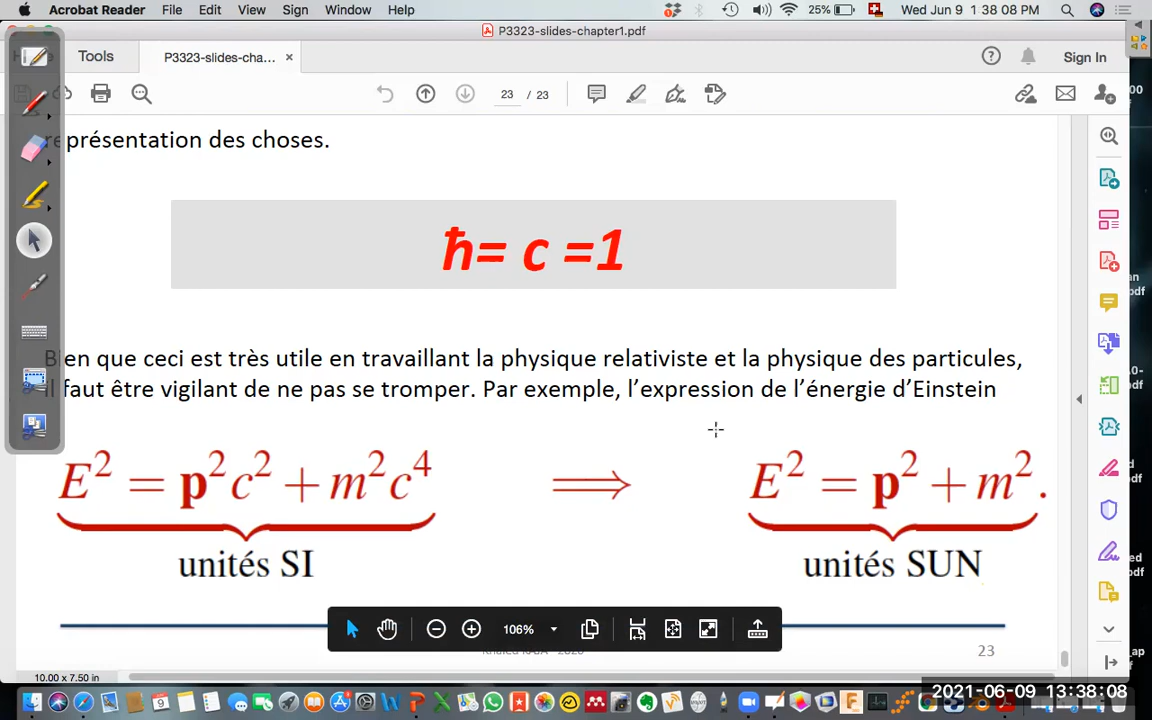 Acrobat Reader File Edit View Sign Window Help 25% Wed Jun 9 1 38 08 PM
P3323-slides-chapter1.pdf
Tools P3323-slides-cha... × Sign In
23 / 23
représentation des choses.
ħ= c =1
Bien que ceci est très utile en travaillant la physique relativiste et la physique des particules,
il faut être vigilant de ne pas se tromper. Par exemple, l’expression de l’énergie d’Einstein
E² = p²c² + m²c⁴ ⟹ E² = p² + m².
unités SI unités SUN
106%
23
10.00 x 7.50 in
2021-06-09 13:38:08